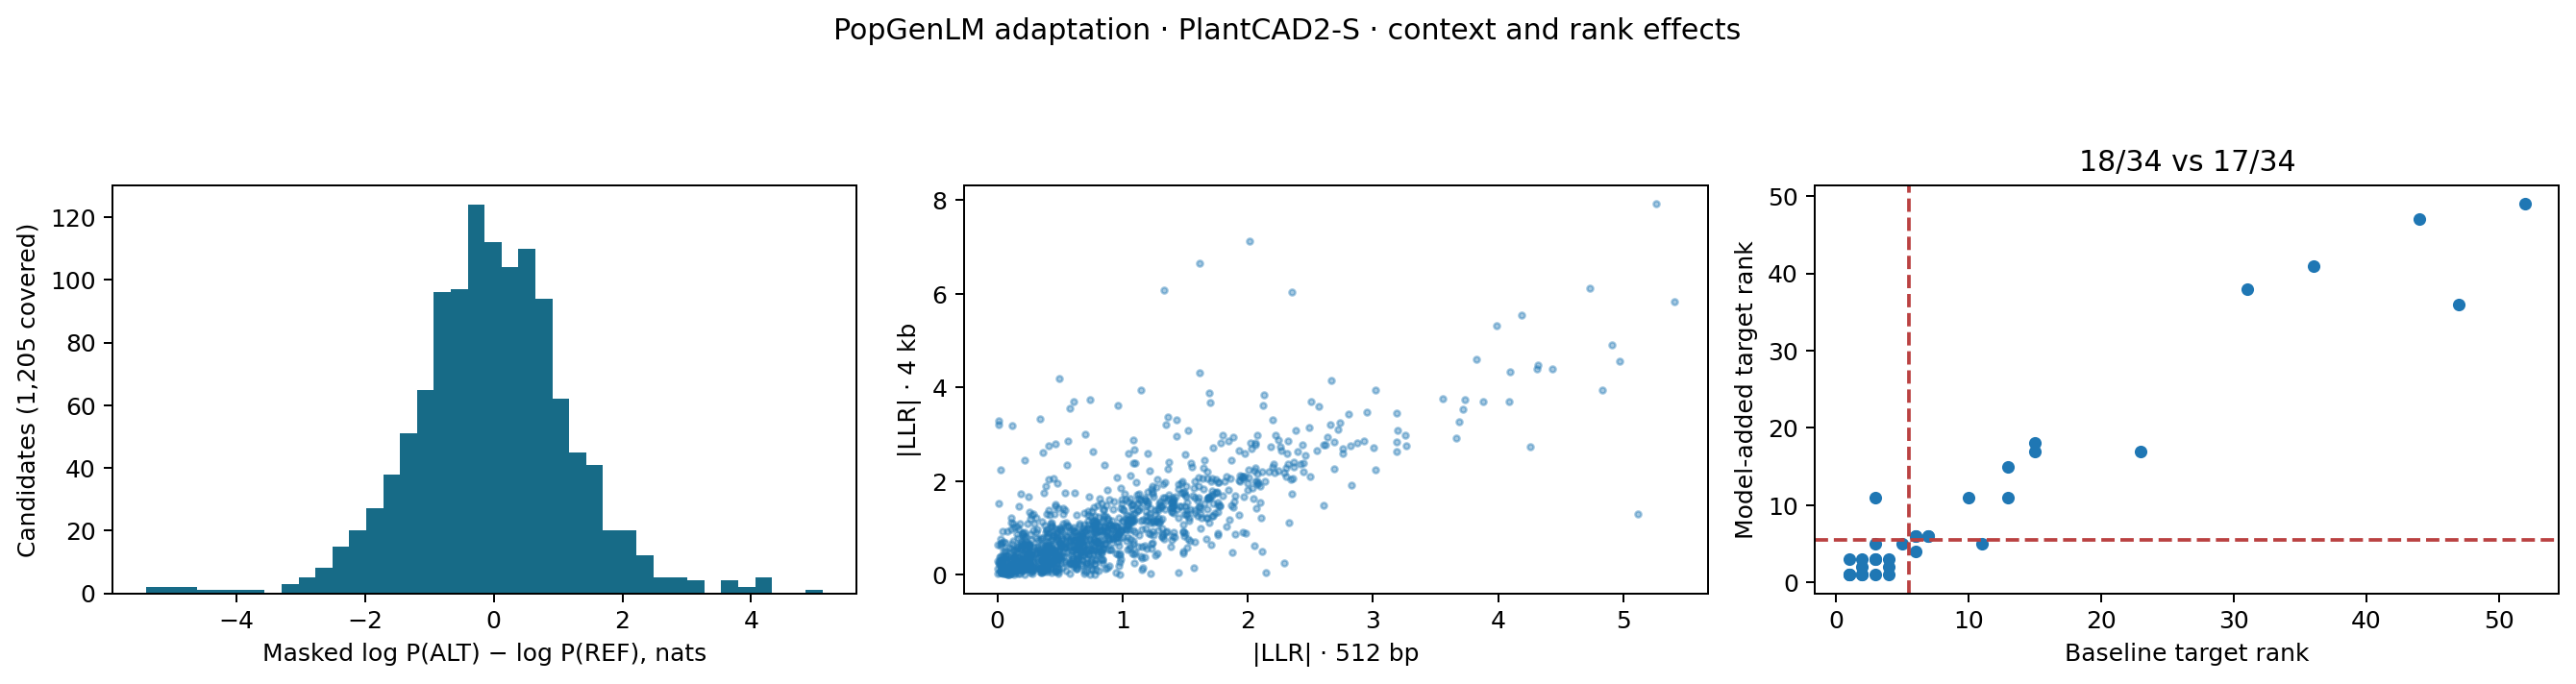 PopGenLM adaptation · PlantCAD2-S · context and rank effects
Candidates (1,205 covered)
120
100
80
60
40
20
0
−4 −2 0 2 4
Masked log P(ALT) − log P(REF), nats
|LLR| · 4 kb
8
6
4
2
0
0 1 2 3 4 5
|LLR| · 512 bp
18/34 vs 17/34
Model-added target rank
50
40
30
20
10
0
0 10 20 30 40 50
Baseline target rank